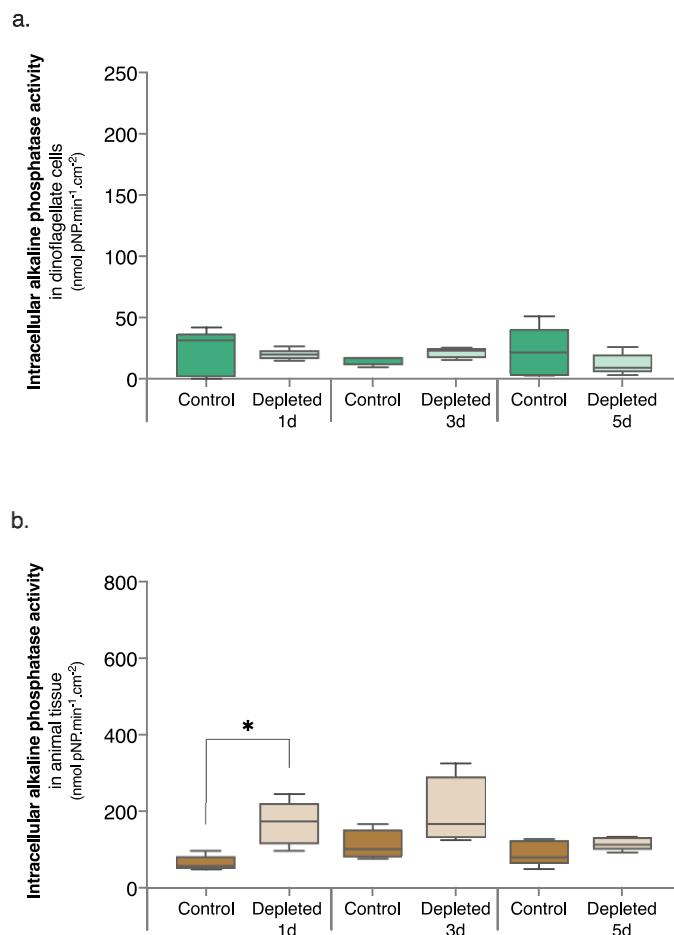 a.
Intracellular alkaline phosphatase activity
in dinoflagellate cells
(nmol pNP.min⁻¹.cm⁻²)
250
200
150
100
50
0
Control Depleted Control Depleted Control Depleted
1d 3d 5d
b.
Intracellular alkaline phosphatase activity
in animal tissue
(nmol pNP.min⁻¹.cm⁻²)
800
600
400
200
0
*
Control Depleted Control Depleted Control Depleted
1d 3d 5d